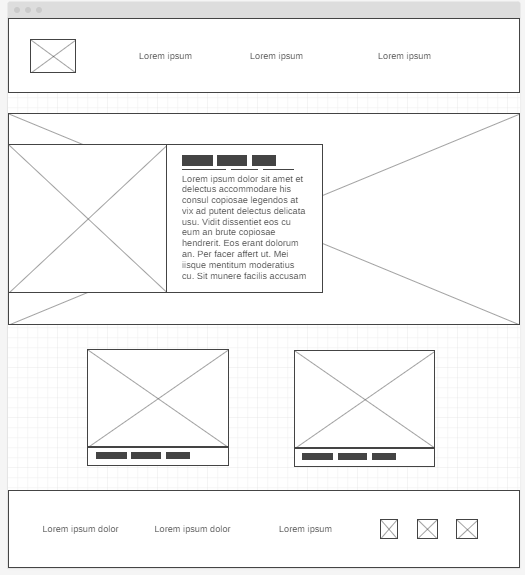 Lorem ipsum
Lorem ipsum
Lorem ipsum
Lorem ipsum dolor sit amet et
delectus accommodare his
consul copiosae legendos at
vix ad putent delectus delicata
usu. Vidit dissentiet eos cu
eum an brute copiosae
hendrerit. Eos erant dolorum
an. Per facer affert ut. Mei
iisque mentitum moderatius
cu. Sit munere facilis accusam
Lorem ipsum dolor
Lorem ipsum dolor
Lorem ipsum